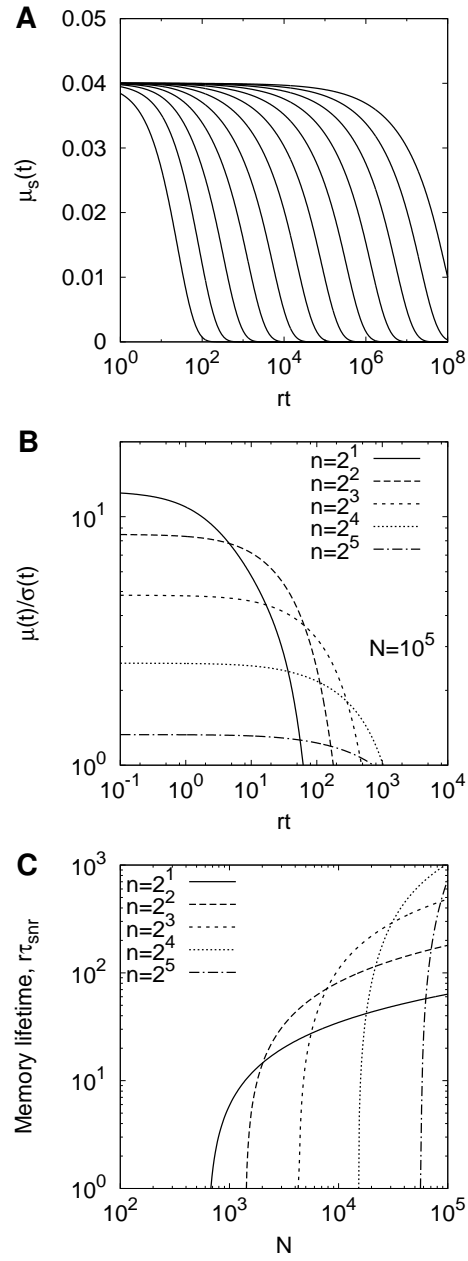 A
0.05
0.04
0.03
0.02
0.01
0
μ_s(t)
10^0 10^2 10^4 10^6 10^8
rt
B
n=2^1
n=2^2
n=2^3
n=2^4
n=2^5
10^1
μ(t)/σ(t)
N=10^5
10^0
10^-1 10^0 10^1 10^2 10^3 10^4
rt
C
10^3
n=2^1
n=2^2
n=2^3
n=2^4
n=2^5
10^2
Memory lifetime, rτ_snr
10^1
10^0
10^2 10^3 10^4 10^5
N